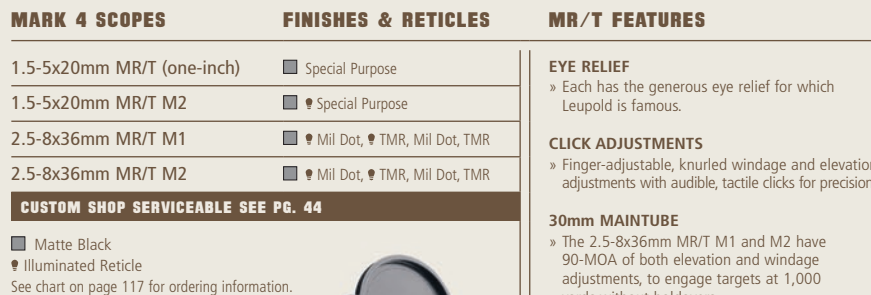 MARK 4 SCOPES
FINISHES & RETICLES
1.5-5x20mm MR/T (one-inch)
Special Purpose
1.5-5x20mm MR/T M2
Special Purpose
2.5-8x36mm MR/T M1
Mil Dot, TMR, Mil Dot, TMR
2.5-8x36mm MR/T M2
Mil Dot, TMR, Mil Dot, TMR
CUSTOM SHOP SERVICEABLE SEE PG. 44
Matte Black
Illuminated Reticle
See chart on page 117 for ordering information.
MR/T FEATURES
EYE RELIEF
» Each has the generous eye relief for which
Leupold is famous.
CLICK ADJUSTMENTS
» Finger-adjustable, knurled windage and elevation
adjustments with audible, tactile clicks for precision
30mm MAINTUBE
» The 2.5-8x36mm MR/T M1 and M2 have
90-MOA of both elevation and windage
adjustments, to engage targets at 1,000
yards without